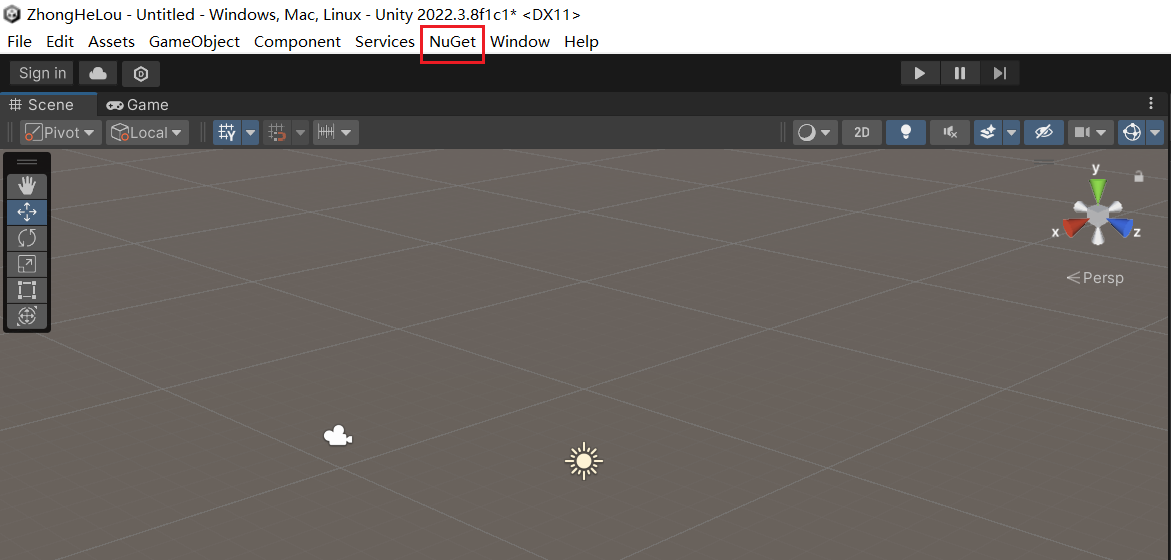 ZhongHeLou - Untitled - Windows, Mac, Linux - Unity 2022.3.8f1c1* <DX11>
File Edit Assets GameObject Component Services NuGet Window Help
Sign in
Scene Game
Pivot Local 2D
y
x z
Persp